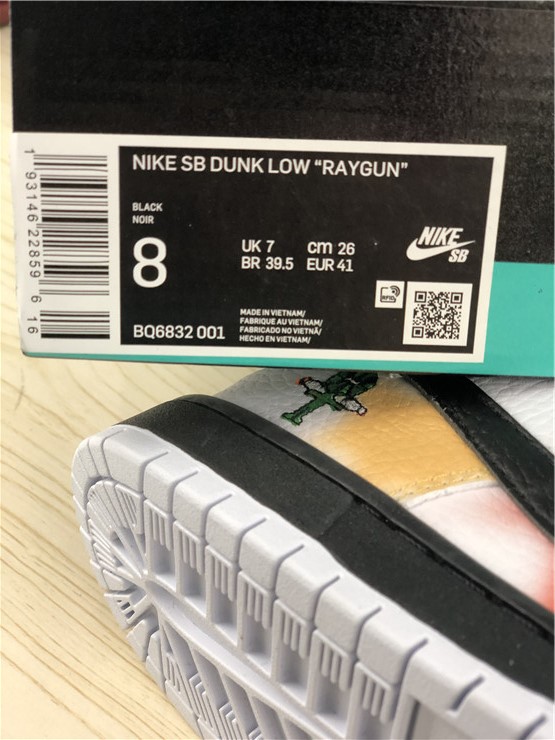 NIKE SB DUNK LOW “RAYGUN”
BLACK
NOIR
8
UK 7 cm 26
BR 39.5 EUR 41
NIKE
SB
RFID
BQ6832 001
MADE IN VIETNAM/
FABRIQUE AU VIETNAM/
FABRICADO NO VIETNÃ/
HECHO EN VIETNAM/
1 93146 22859 6 16